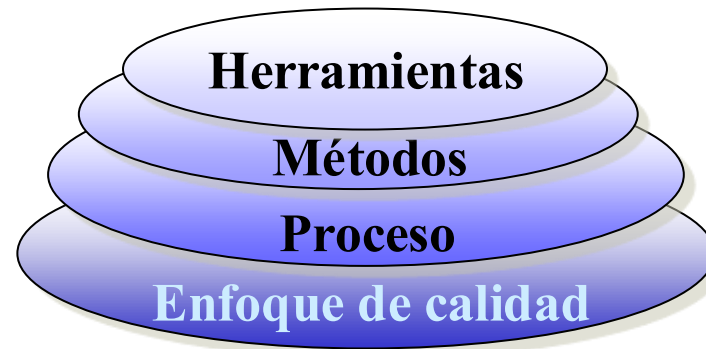 Herramientas
Métodos
Proceso
Enfoque de calidad